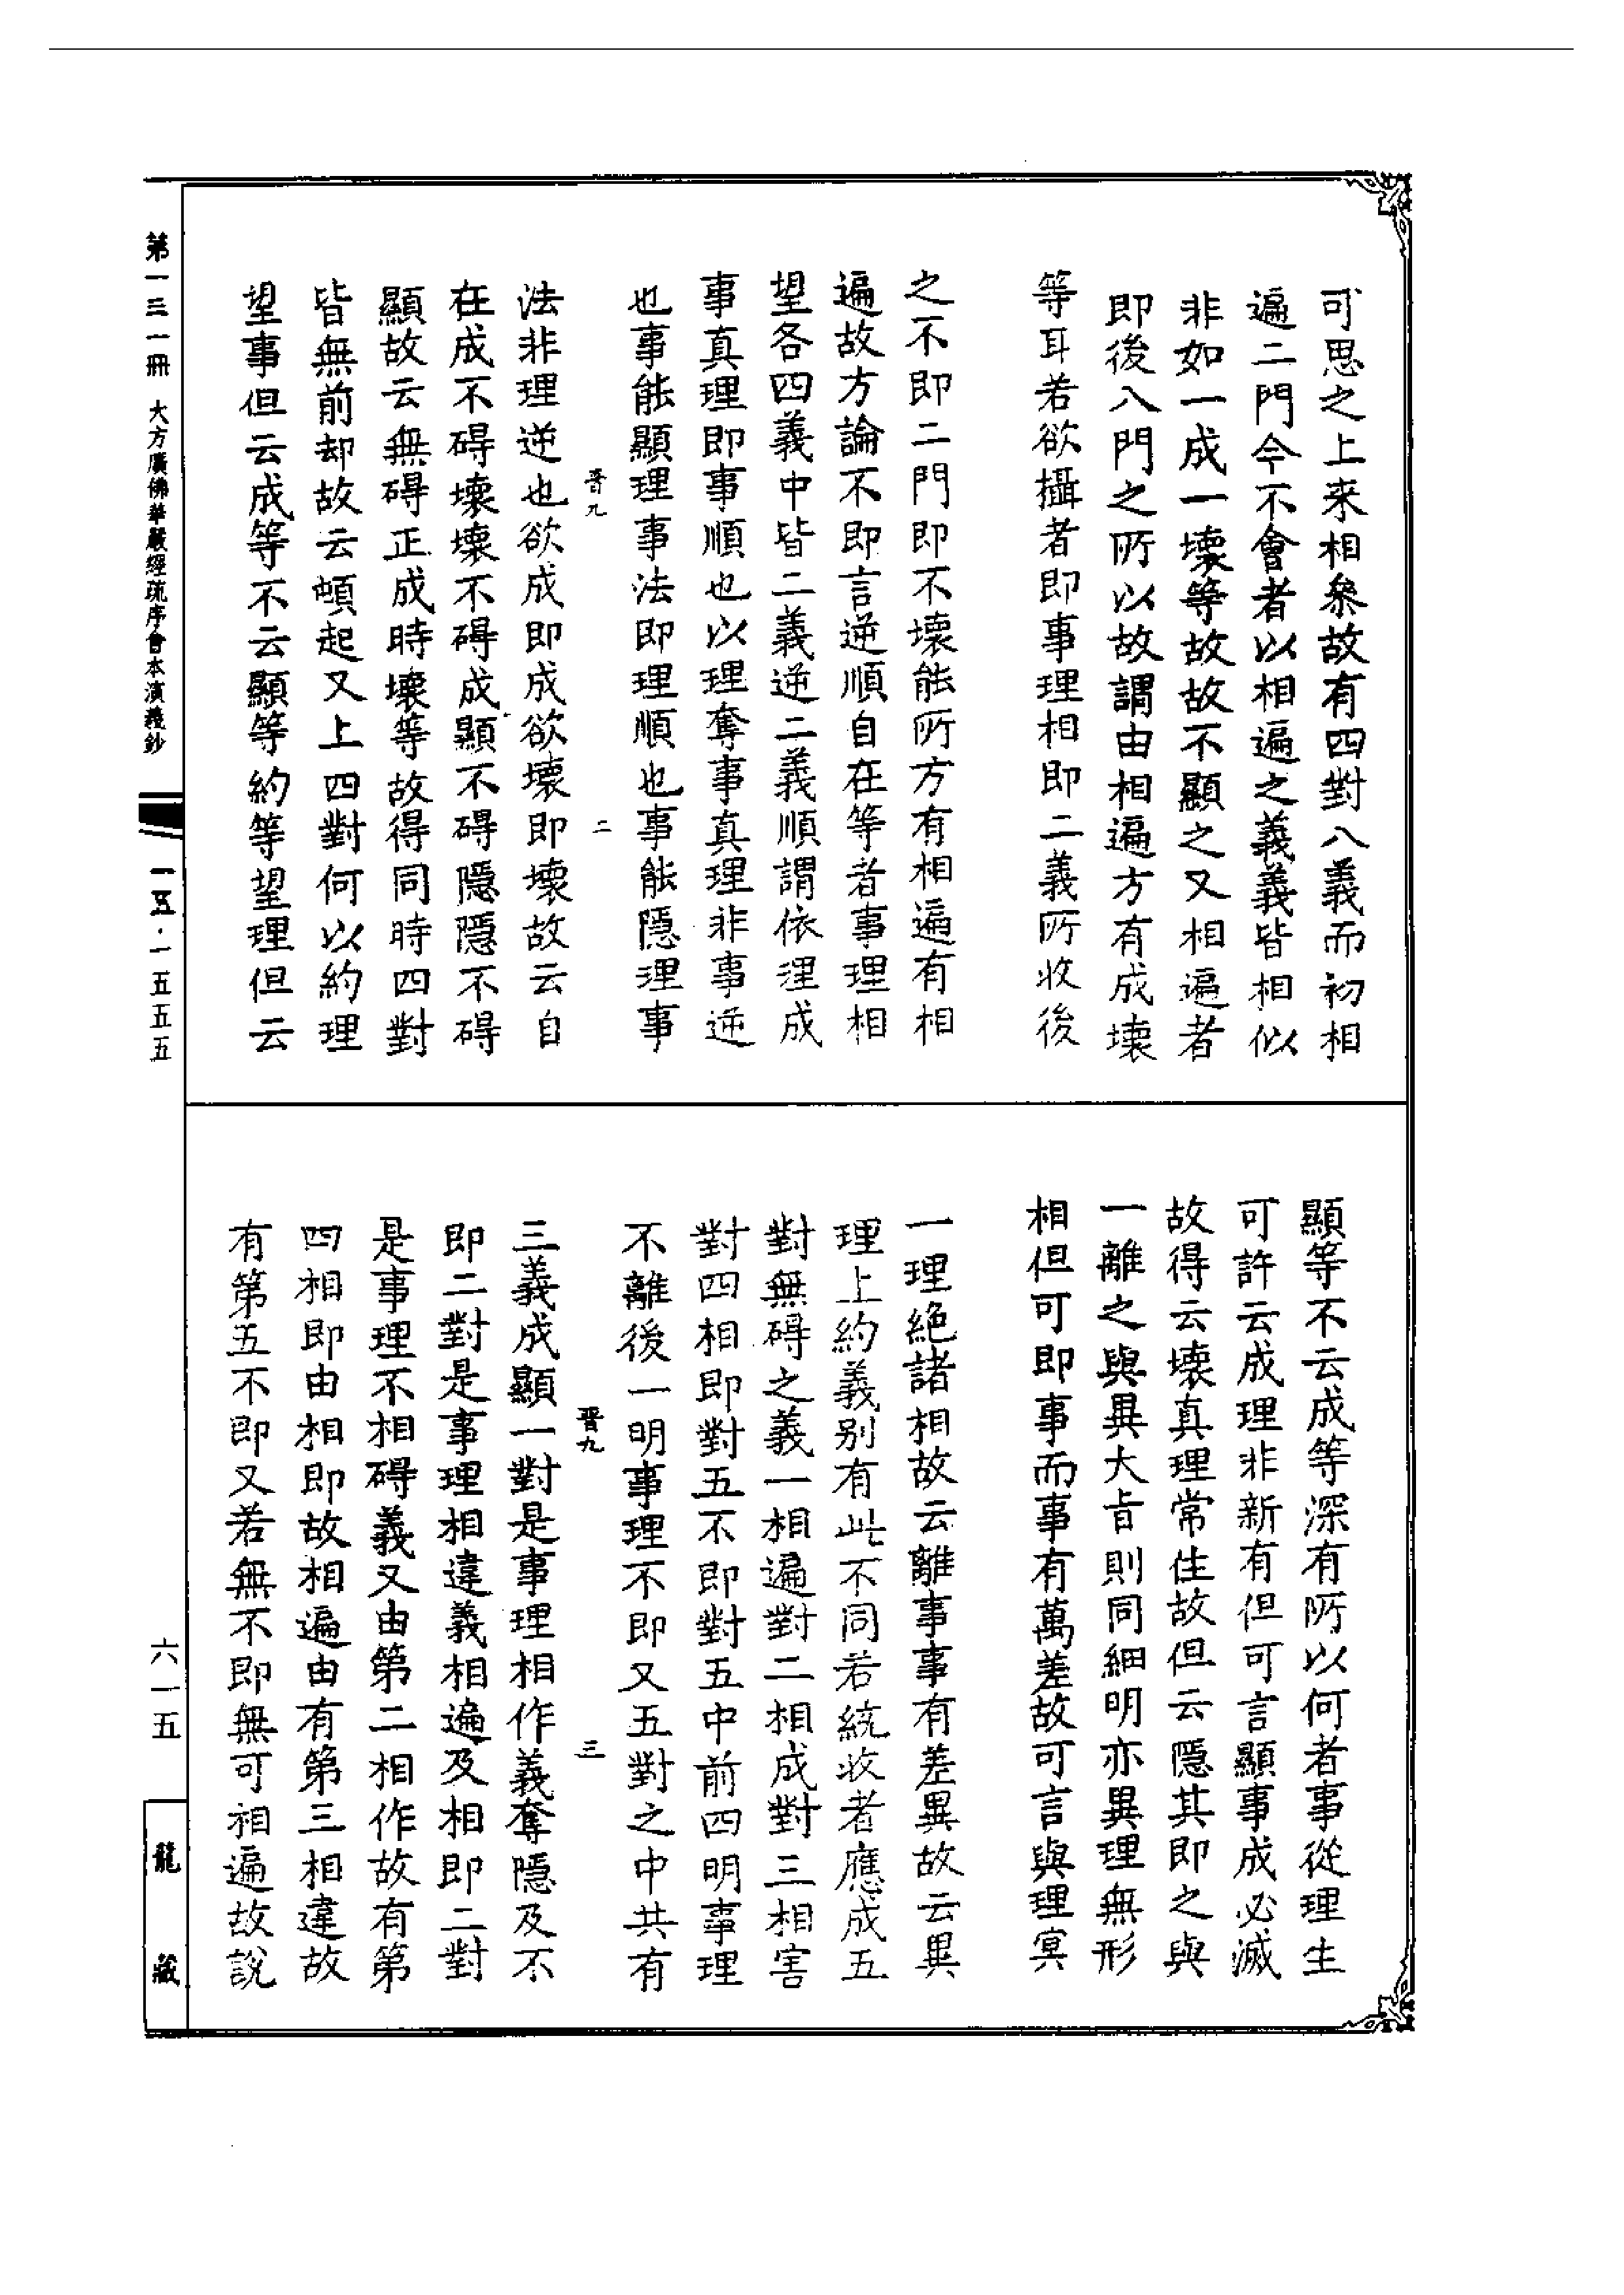 可思之上来相叅故有四對八義而初相
遍二門今不會者以相遍之義義皆相似
非如一成一壞等故故不顯之又相遍者
即後八門之所以故謂由相遍方有成壞
等耳若欲攝者即事理相即二義所收後
之不即二門即不壞能所方有相遍有相
遍故方論不即言逆順自在等者事理相
望各四義中皆二義逆二義順謂依理成
事真理即事順也以理奪事真理非事逆
也事能顯理事法即理順也事能隱理事
晋九
二
法非理逆也欲成即成欲壞即壞故云自
在成不碍壞壞不碍成顯不碍隱隱不碍
顯故云無碍正成時壞等故得同時四對
皆無前却故云頓起又上四對何以約理
望事但云成等不云顯等約等望理但云
顯等不云成等深有所以何者事從理生
可許云成理非新有但可言顯事成必滅
故得云壞真理常住故但云隱其即之與
一離之與異大㫖則同細明亦異理無形
相但可即事而事有萬差故可言與理冥
一理絶諸相故云離事事有差異故云異
理上約義别有此不同若統收者應成五
對無碍之義一相遍對二相成對三相害
對四相即對五不即對五中前四明事理
不離後一明事理不即又五對之中共有
晋九
三
三義成顯一對是事理相作義奪隱及不
即二對是事理相違義相遍及相即二對
是事理不相碍義又由第二相作故有第
四相即由相即故相遍由有第三相違故
有第五不即又若無不即無可相遍故說
第一三一冊 大方廣佛華嚴經疏序會本演義鈔
一五·一五五五
六一五
龍藏